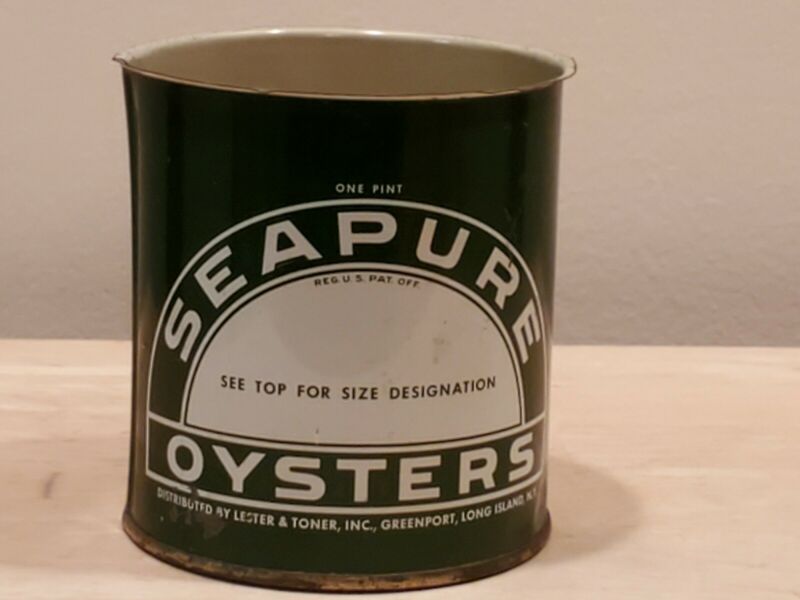 ONE PINT
SEAPURE
REG. U.S. PAT. OFF.
SEE TOP FOR SIZE DESIGNATION
OYSTERS
DISTRIBUTED BY LESTER & TONER, INC., GREENPORT, LONG ISLAND, N.Y.